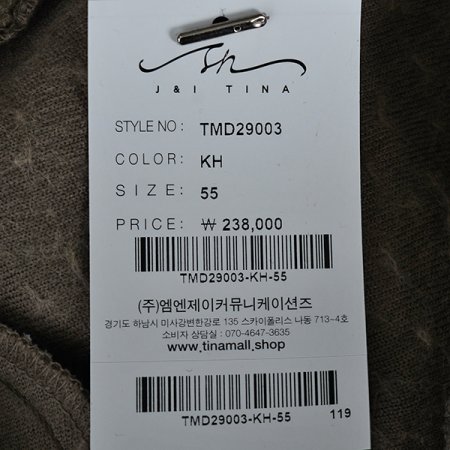 J&I TINA
STYLE NO: TMD29003
COLOR: KH
SIZE: 55
PRICE: ₩ 238,000
TMD29003-KH-55
(주)엠엔제이커뮤니케이션즈
경기도 하남시 미사강변한강로 135 스카이폴리스 나동 713-4호
소비자 상담실 : 070-4647-3635
www.tinamall.shop
TMD29003-KH-55 119